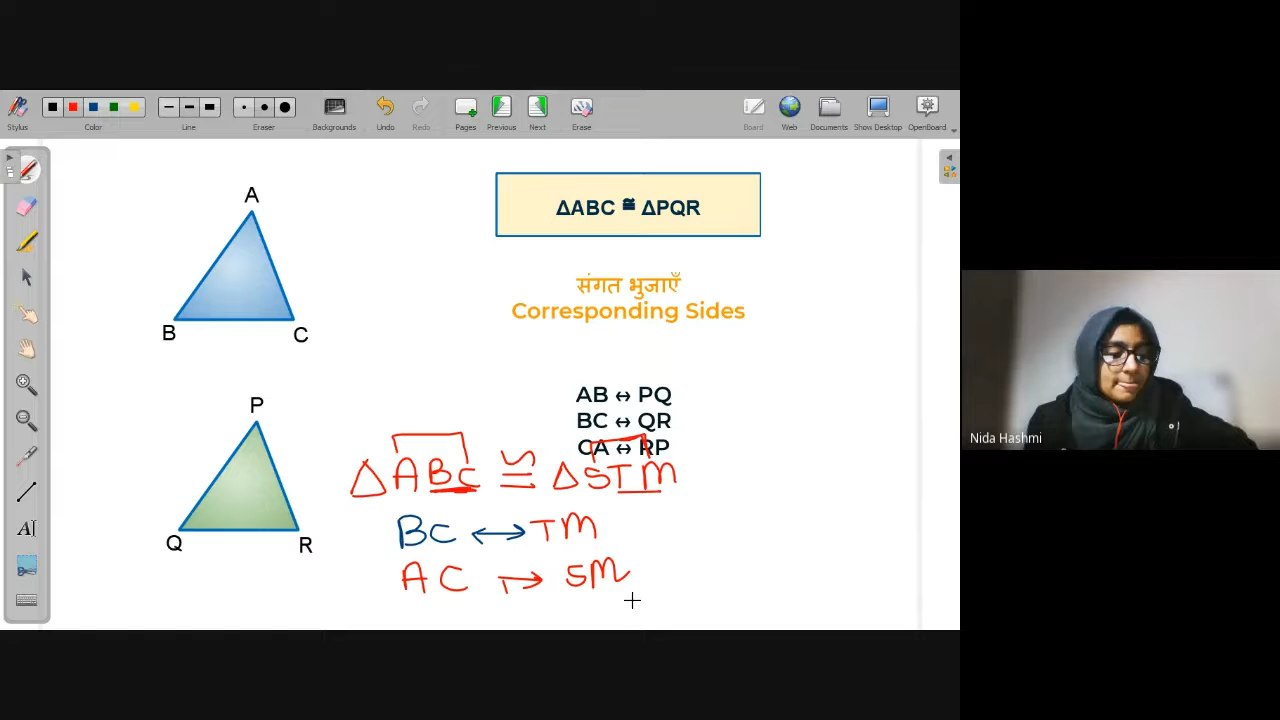 Stylus
Color
Line
Eraser
Backgrounds
Undo
Redo
Pages
Previous
Next
Erase
Board
Web
Documents
Show Desktop
OpenBoard
A
B
C
ΔABC ≅ ΔPQR
संगत भुजाएँ
Corresponding Sides
P
Q
R
AB ↔ PQ
BC ↔ QR
CA ↔ RP
ΔABC ≅ ΔSTM
BC ↔ TM
AC → SM
Nida Hashmi